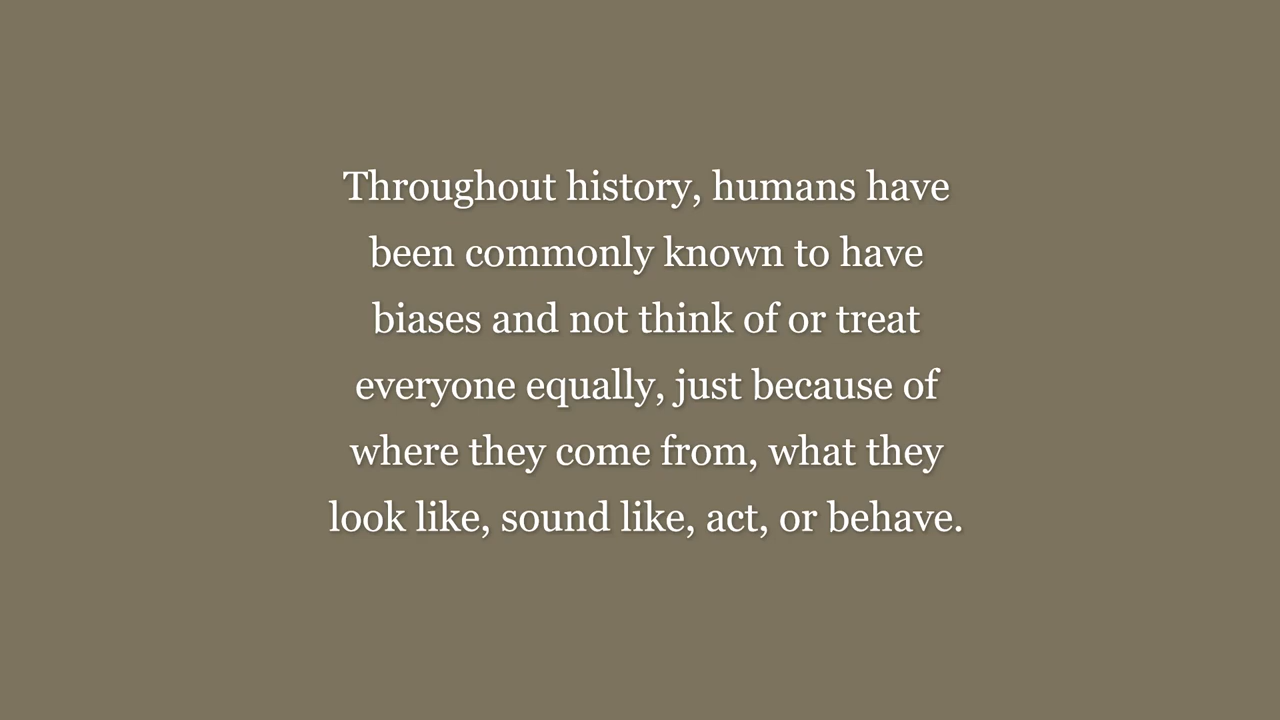 Throughout history, humans have
been commonly known to have
biases and not think of or treat
everyone equally, just because of
where they come from, what they
look like, sound like, act, or behave.